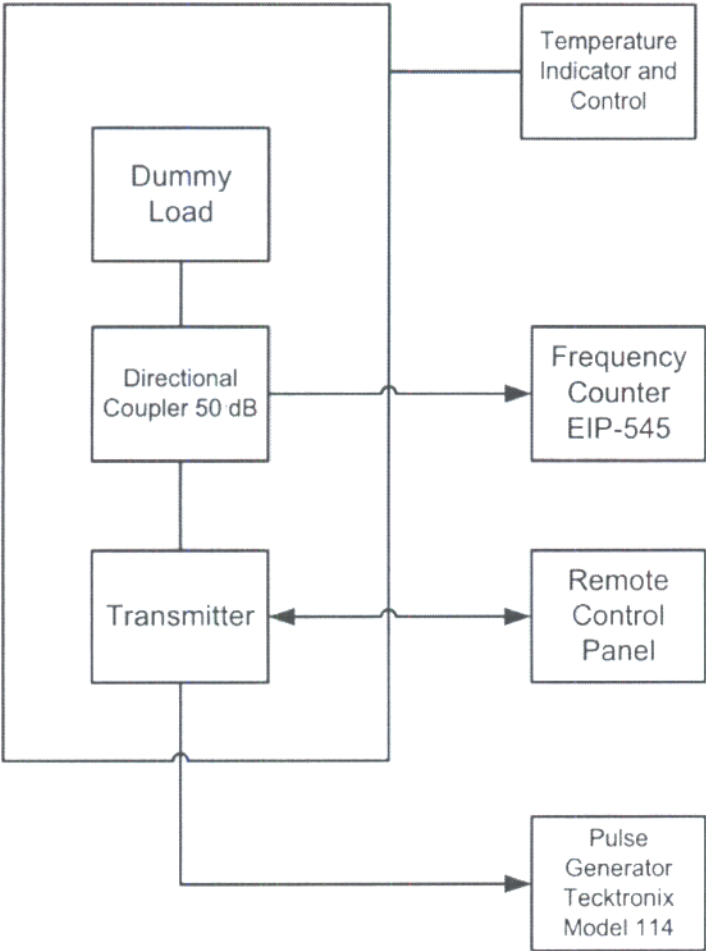 Temperature
Indicator and
Control
Dummy
Load
Directional
Coupler 50 dB
Frequency
Counter
EIP-545
Transmitter
Remote
Control
Panel
Pulse
Generator
Tecktronix
Model 114